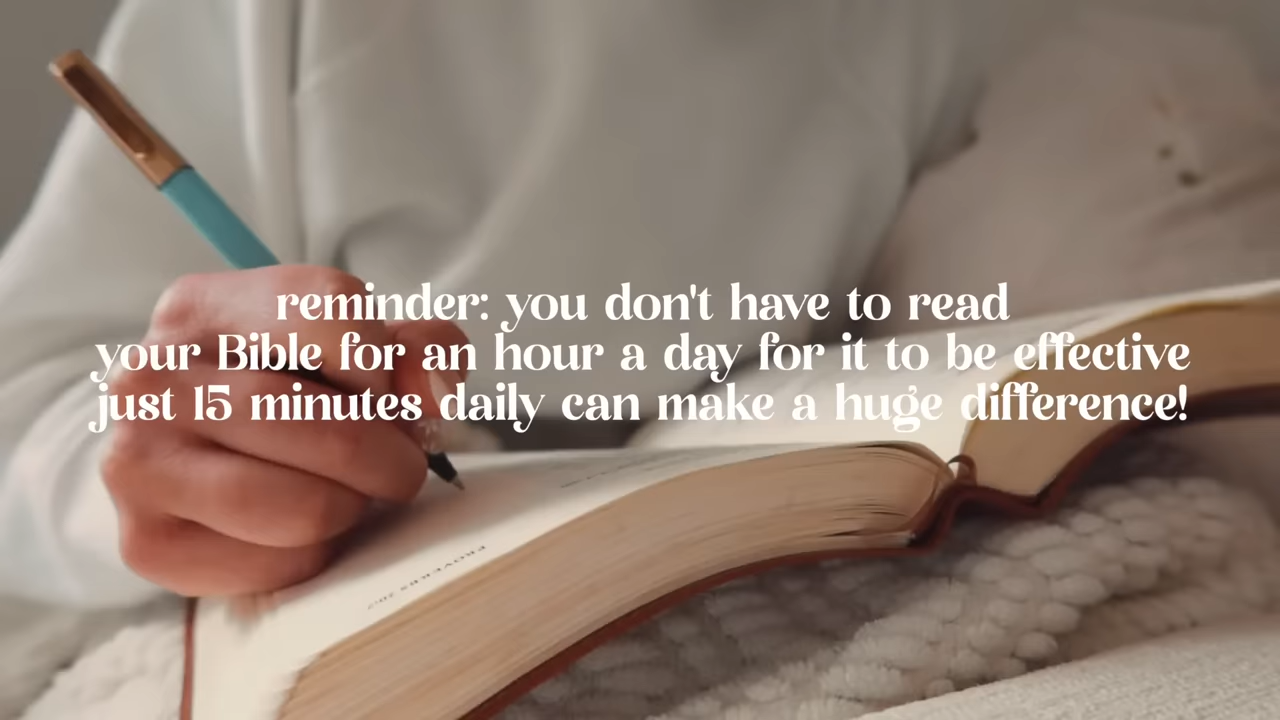 reminder: you don't have to read
your Bible for an hour a day for it to be effective
just 15 minutes daily can make a huge difference!
PROVERBS